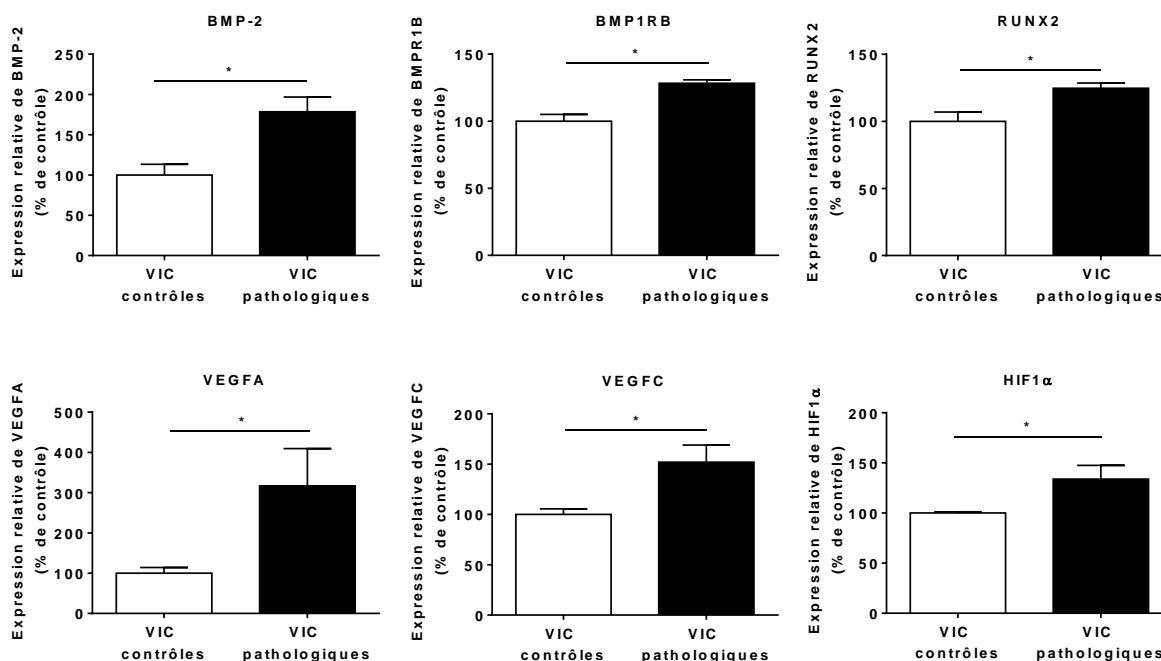 BMP-2
Expression relative de BMP-2
(% de contrôle)
250
200
150
100
50
0
*
VIC
contrôles
VIC
pathologiques
BMP1RB
Expression relative de BMPR1B
(% de contrôle)
150
100
50
0
*
VIC
contrôles
VIC
pathologiques
RUNX2
Expression relative de RUNX2
(% de contrôle)
150
100
50
0
*
VIC
contrôles
VIC
pathologiques
VEGFA
Expression relative de VEGFA
(% de contrôle)
500
400
300
200
100
0
*
VIC
contrôles
VIC
pathologiques
VEGFC
Expression relative de VEGFC
(% de contrôle)
200
150
100
50
0
*
VIC
contrôles
VIC
pathologiques
HIF1α
Expression relative de HIF1α
(% de contrôle)
200
150
100
50
0
*
VIC
contrôles
VIC
pathologiques